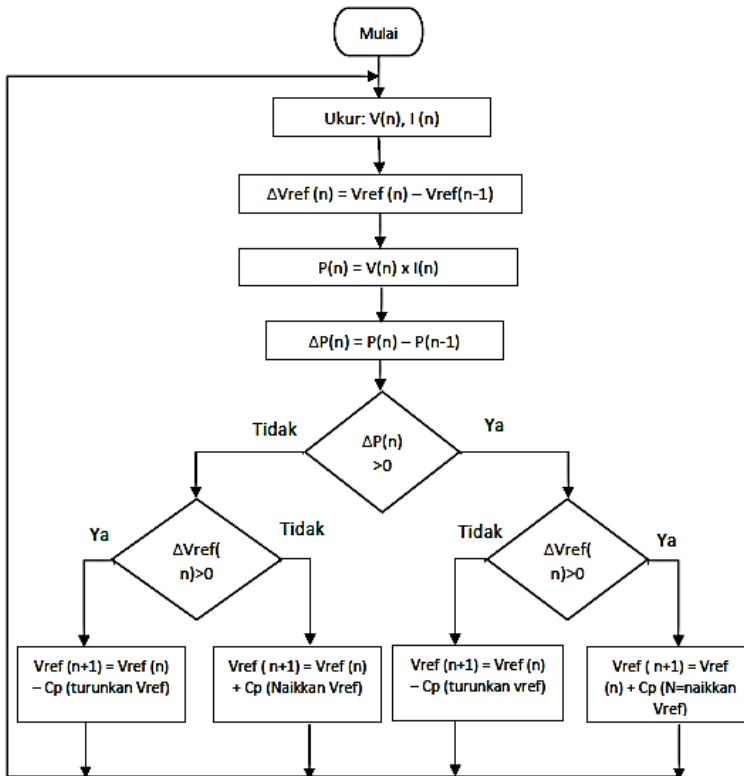 Mulai
Ukur: V(n), I (n)
ΔVref (n) = Vref (n) – Vref(n-1)
P(n) = V(n) x I(n)
ΔP(n) = P(n) – P(n-1)
ΔP(n)
>0
Tidak
Ya
ΔVref(
n)>0
Ya
Tidak
ΔVref(
n)>0
Tidak
Ya
Vref (n+1) = Vref (n)
– Cp (turunkan Vref)
Vref ( n+1) = Vref (n)
+ Cp (Naikkan Vref)
Vref (n+1) = Vref (n)
– Cp (turunkan vref)
Vref ( n+1) = Vref
(n) + Cp (N=naikkan
Vref)